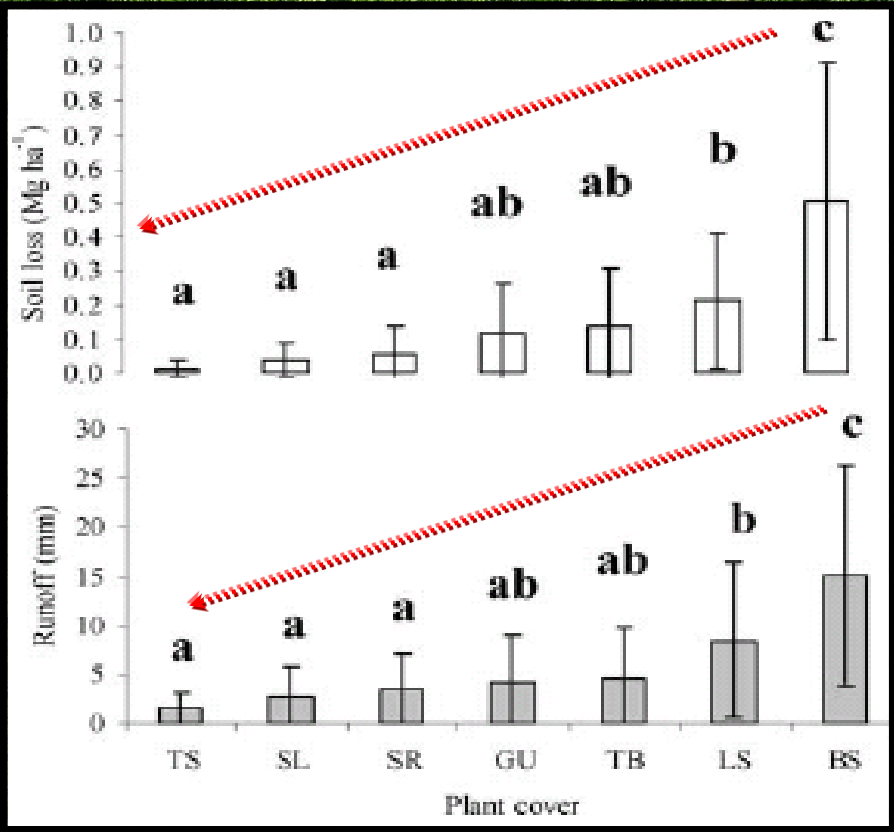 Soil loss (Mg ha⁻¹)
1.0
0.9
0.8
0.7
0.6
0.5
0.4
0.3
0.2
0.1
0.0
a
a
a
ab
ab
b
c
Runoff (mm)
30
25
20
15
10
5
0
a
a
a
ab
ab
b
c
TS SL SR GU TB LS BS
Plant cover